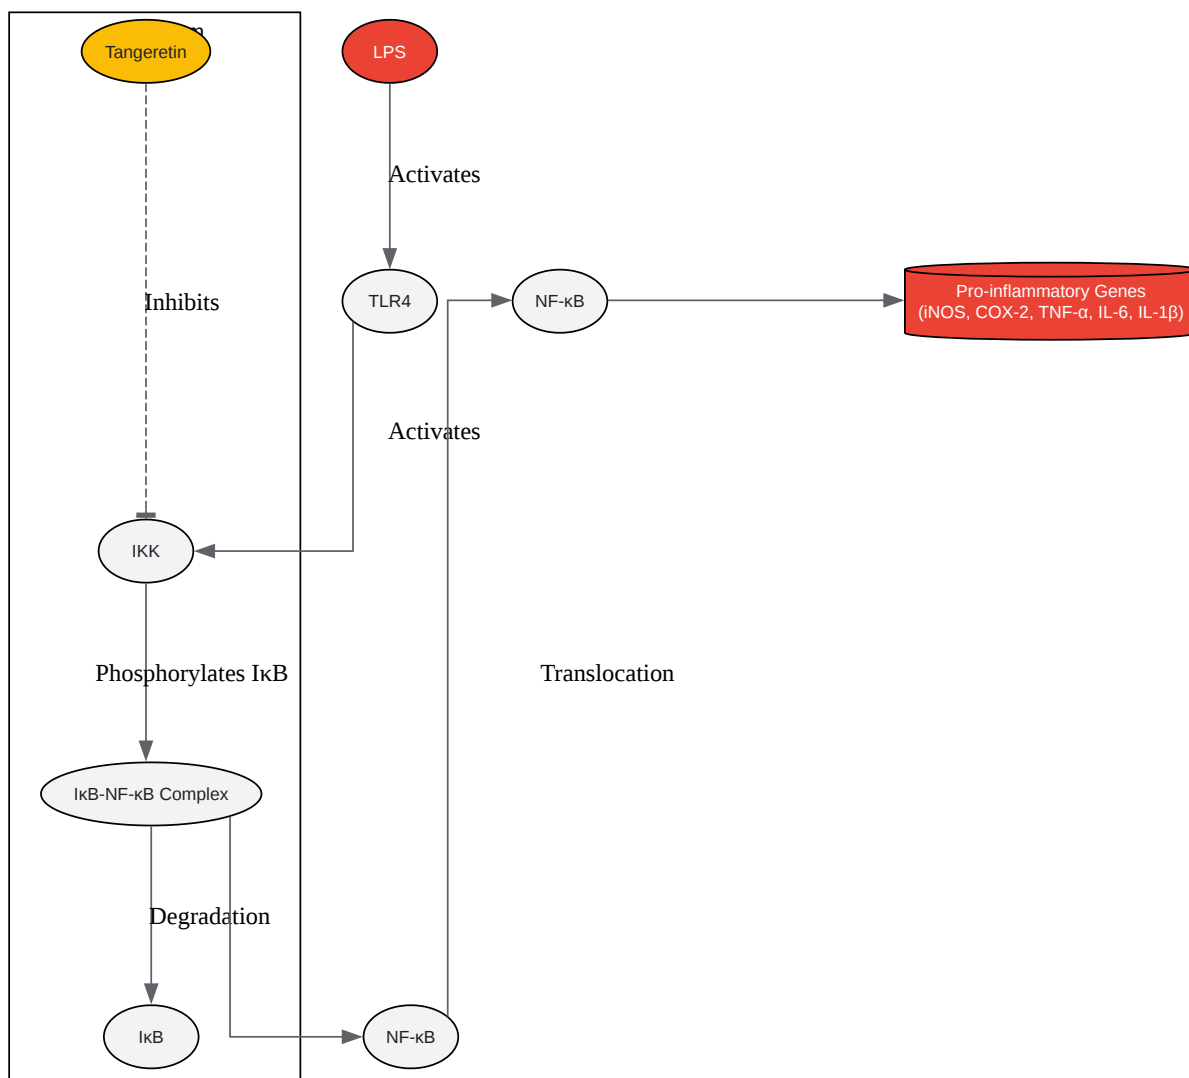 Tangeretin
LPS
Activates
Inhibits
TLR4
NF-κB
Pro-inflammatory Genes
(iNOS, COX-2, TNF-α, IL-6, IL-1β)
Activates
IKK
Phosphorylates IκB
Translocation
IκB-NF-κB Complex
Degradation
IκB
NF-κB